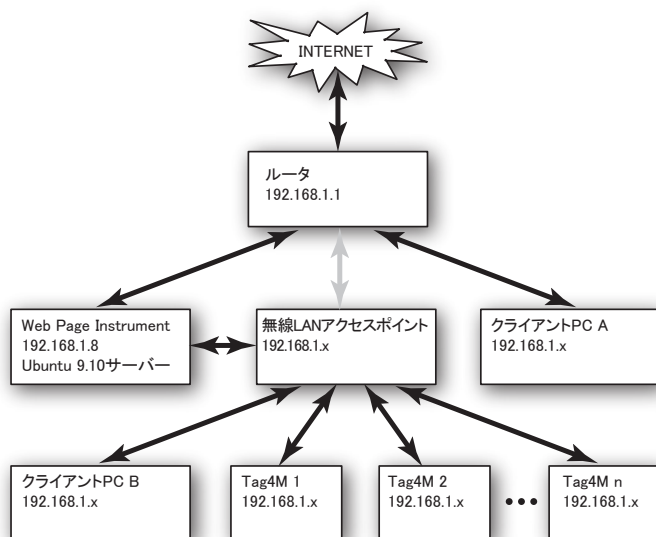 INTERNET
ルータ
192.168.1.1
Web Page Instrument
192.168.1.8
Ubuntu 9.10サーバー
無線LANアクセスポイント
192.168.1.x
クライアントPC A
192.168.1.x
クライアントPC B
192.168.1.x
Tag4M 1
192.168.1.x
Tag4M 2
192.168.1.x
•••
Tag4M n
192.168.1.x